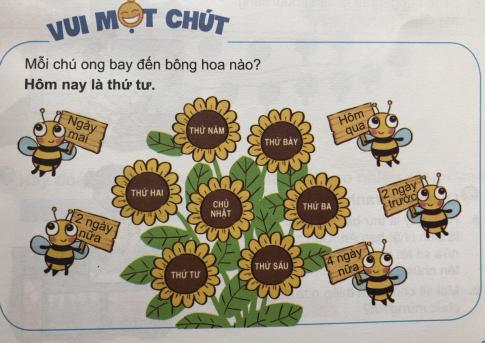 VUI MỘT CHÚT
Mỗi chú ong bay đến bông hoa nào?
Hôm nay là thứ tư.
Ngày
mai
THỨ NĂM
THỨ BẢY
Hôm
qua
THỨ HAI
CHỦ
NHẬT
THỨ BA
2 ngày
trước
2 ngày
nữa
THỨ TƯ
THỨ SÁU
4 ngày
nữa